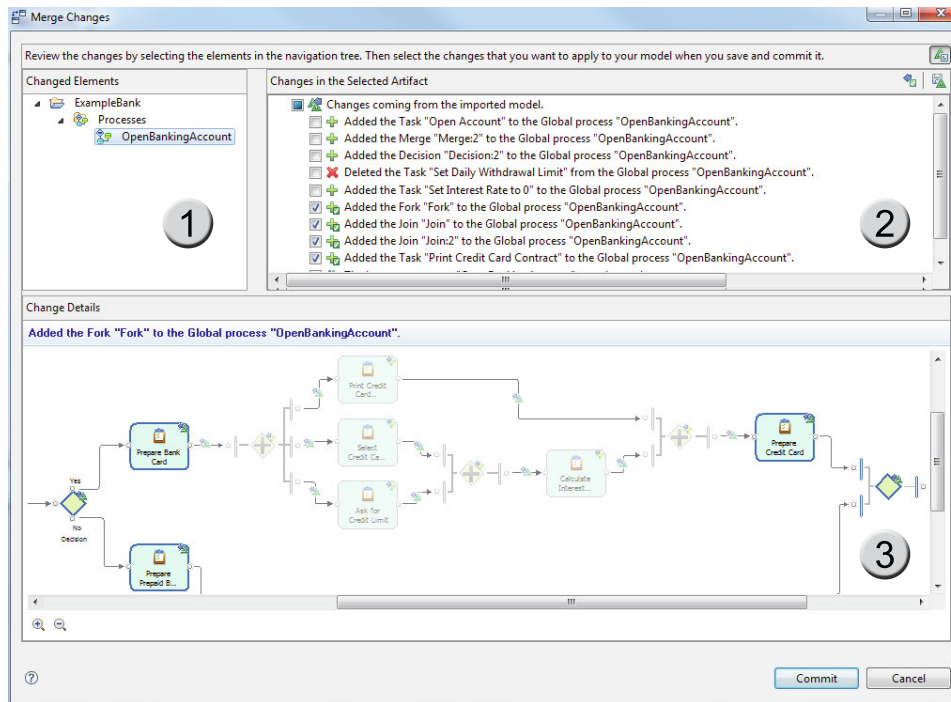 Merge Changes
Review the changes by selecting the elements in the navigation tree. Then select the changes that you want to apply to your model when you save and commit it.
Changed Elements
ExampleBank
Processes
OpenBankingAccount
1
Changes in the Selected Artifact
Changes coming from the imported model.
Added the Task "Open Account" to the Global process "OpenBankingAccount".
Added the Merge "Merge:2" to the Global process "OpenBankingAccount".
Added the Decision "Decision:2" to the Global process "OpenBankingAccount".
Deleted the Task "Set Daily Withdrawal Limit" from the Global process "OpenBankingAccount".
Added the Task "Set Interest Rate to 0" to the Global process "OpenBankingAccount".
Added the Fork "Fork" to the Global process "OpenBankingAccount".
Added the Join "Join" to the Global process "OpenBankingAccount".
Added the Join "Join:2" to the Global process "OpenBankingAccount".
Added the Task "Print Credit Card Contract" to the Global process "OpenBankingAccount".
2
Change Details
Added the Fork "Fork" to the Global process "OpenBankingAccount".
Print Credit
Card...
Prepare Bank
Card
Select
Credit Ca...
Calculate
Interest...
Prepare
Credit Card
Yes
Ask for
Credit Limit
No
Decision
Prepare
Prepaid B...
3
Commit
Cancel